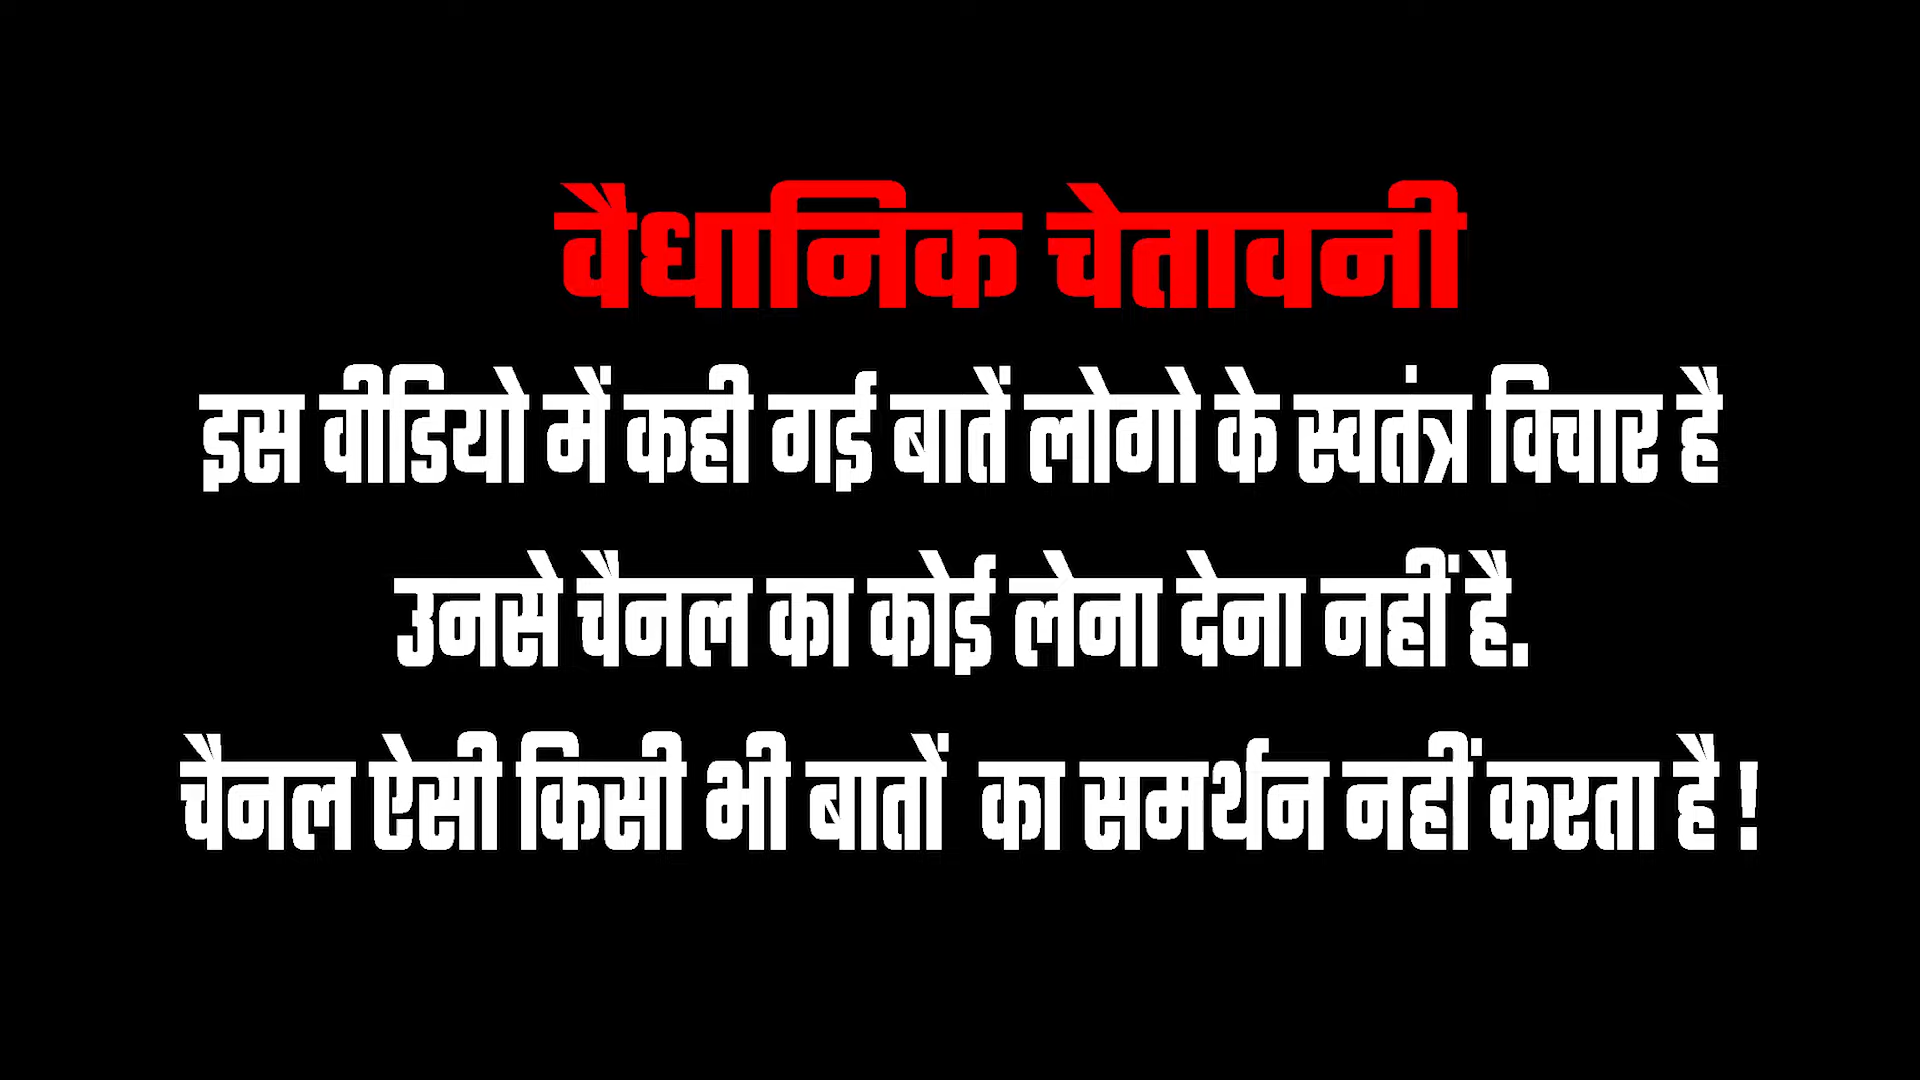 वैधानिक चेतावनी
इस वीडियो में कही गई बातें लोगो के स्वतंत्र विचार है
उनसे चैनल का कोई लेना देना नहीं है.
चैनल ऐसी किसी भी बातों का समर्थन नहीं करता है !